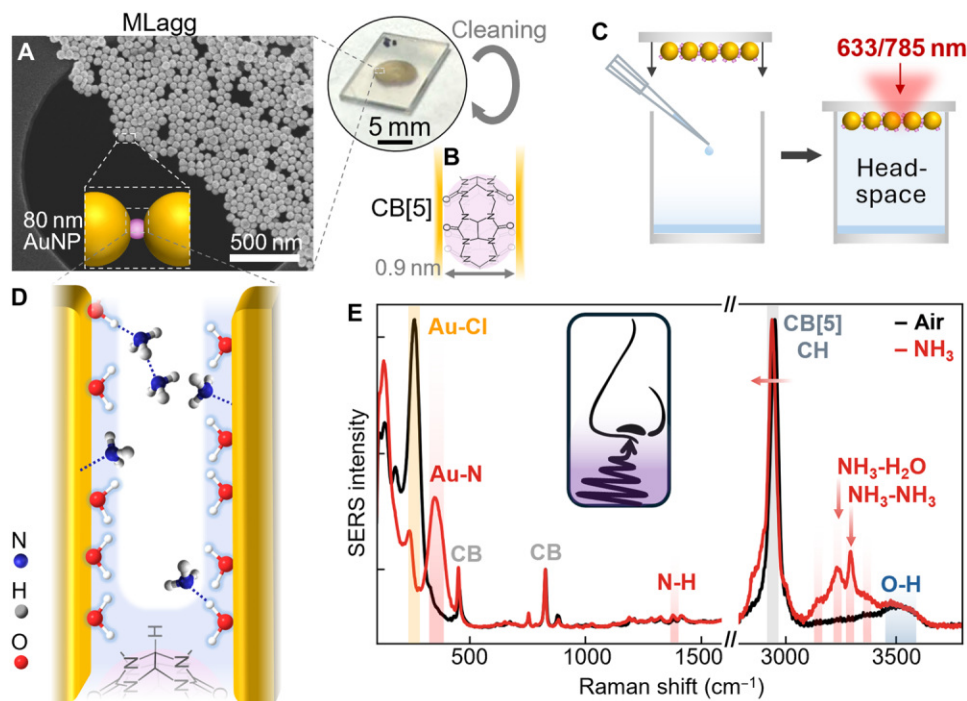 MLagg
A
80 nm
AuNP
500 nm
Cleaning
5 mm
B
CB[5]
N N
N N
O O
N N
N N
0.9 nm
C
633/785 nm
Head-
space
D
N
H
O
H
N N
N N
O O
E
Au-Cl
Au-N
CB
CB
N-H
CB[5]
CH
Air
NH₃
NH₃-H₂O
NH₃-NH₃
O-H
SERS intensity
500
1000
1500
3000
3500
Raman shift (cm⁻¹)